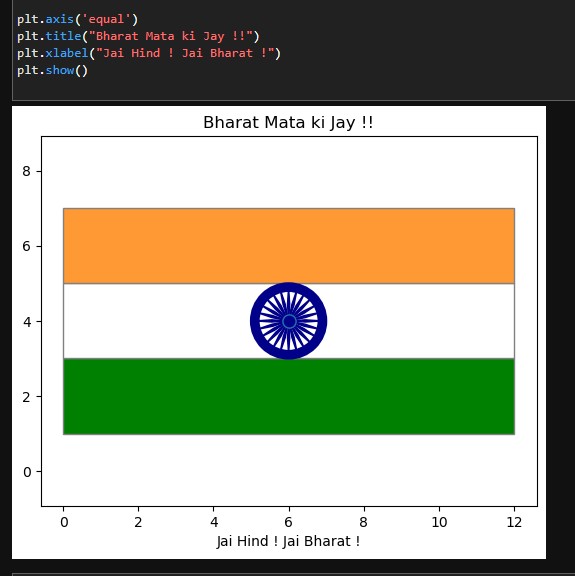 plt.axis('equal')
plt.title("Bharat Mata ki Jay !!")
plt.xlabel("Jai Hind ! Jai Bharat !")
plt.show()
Bharat Mata ki Jay !!
8
6
4
2
0
0 2 4 6 8 10 12
Jai Hind ! Jai Bharat !